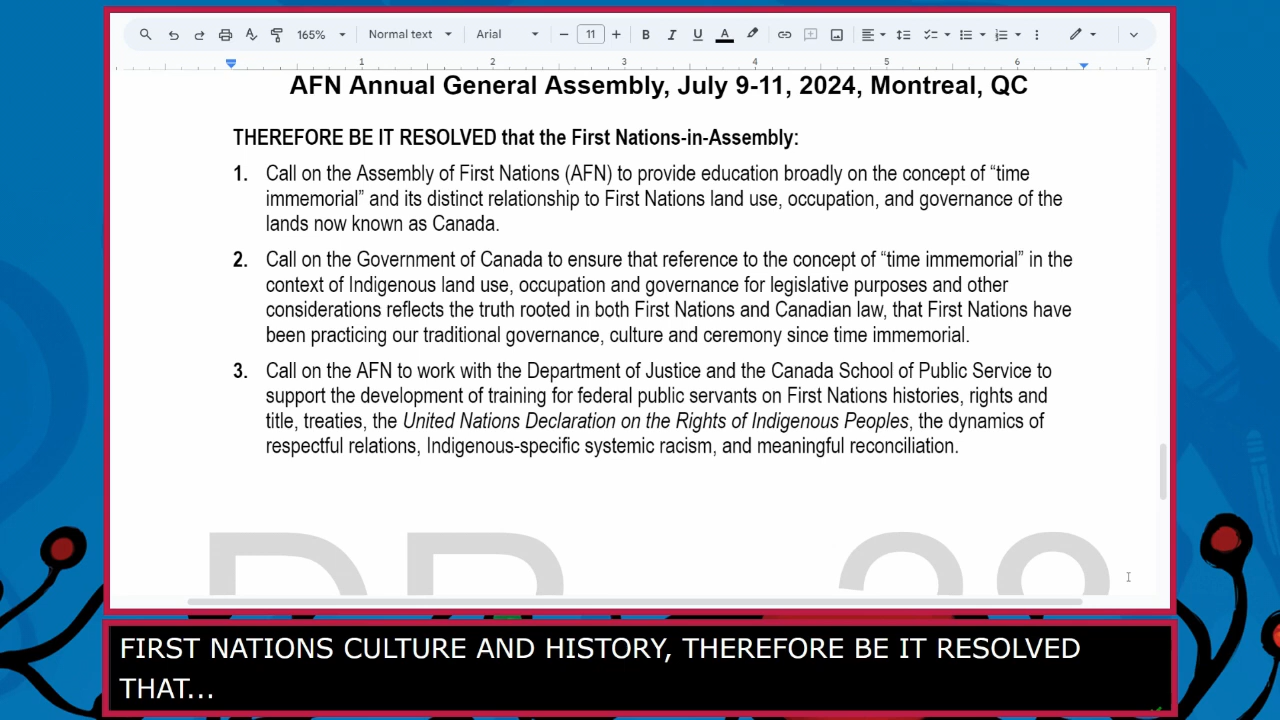 165% Normal text Arial 11 B I U A
1 2 3 4 5 6 7
AFN Annual General Assembly, July 9-11, 2024, Montreal, QC
THEREFORE BE IT RESOLVED that the First Nations-in-Assembly:
1. Call on the Assembly of First Nations (AFN) to provide education broadly on the concept of “time
immemorial” and its distinct relationship to First Nations land use, occupation, and governance of the
lands now known as Canada.
2. Call on the Government of Canada to ensure that reference to the concept of “time immemorial” in the
context of Indigenous land use, occupation and governance for legislative purposes and other
considerations reflects the truth rooted in both First Nations and Canadian law, that First Nations have
been practicing our traditional governance, culture and ceremony since time immemorial.
3. Call on the AFN to work with the Department of Justice and the Canada School of Public Service to
support the development of training for federal public servants on First Nations histories, rights and
title, treaties, the United Nations Declaration on the Rights of Indigenous Peoples, the dynamics of
respectful relations, Indigenous-specific systemic racism, and meaningful reconciliation.
FIRST NATIONS CULTURE AND HISTORY, THEREFORE BE IT RESOLVED
THAT...